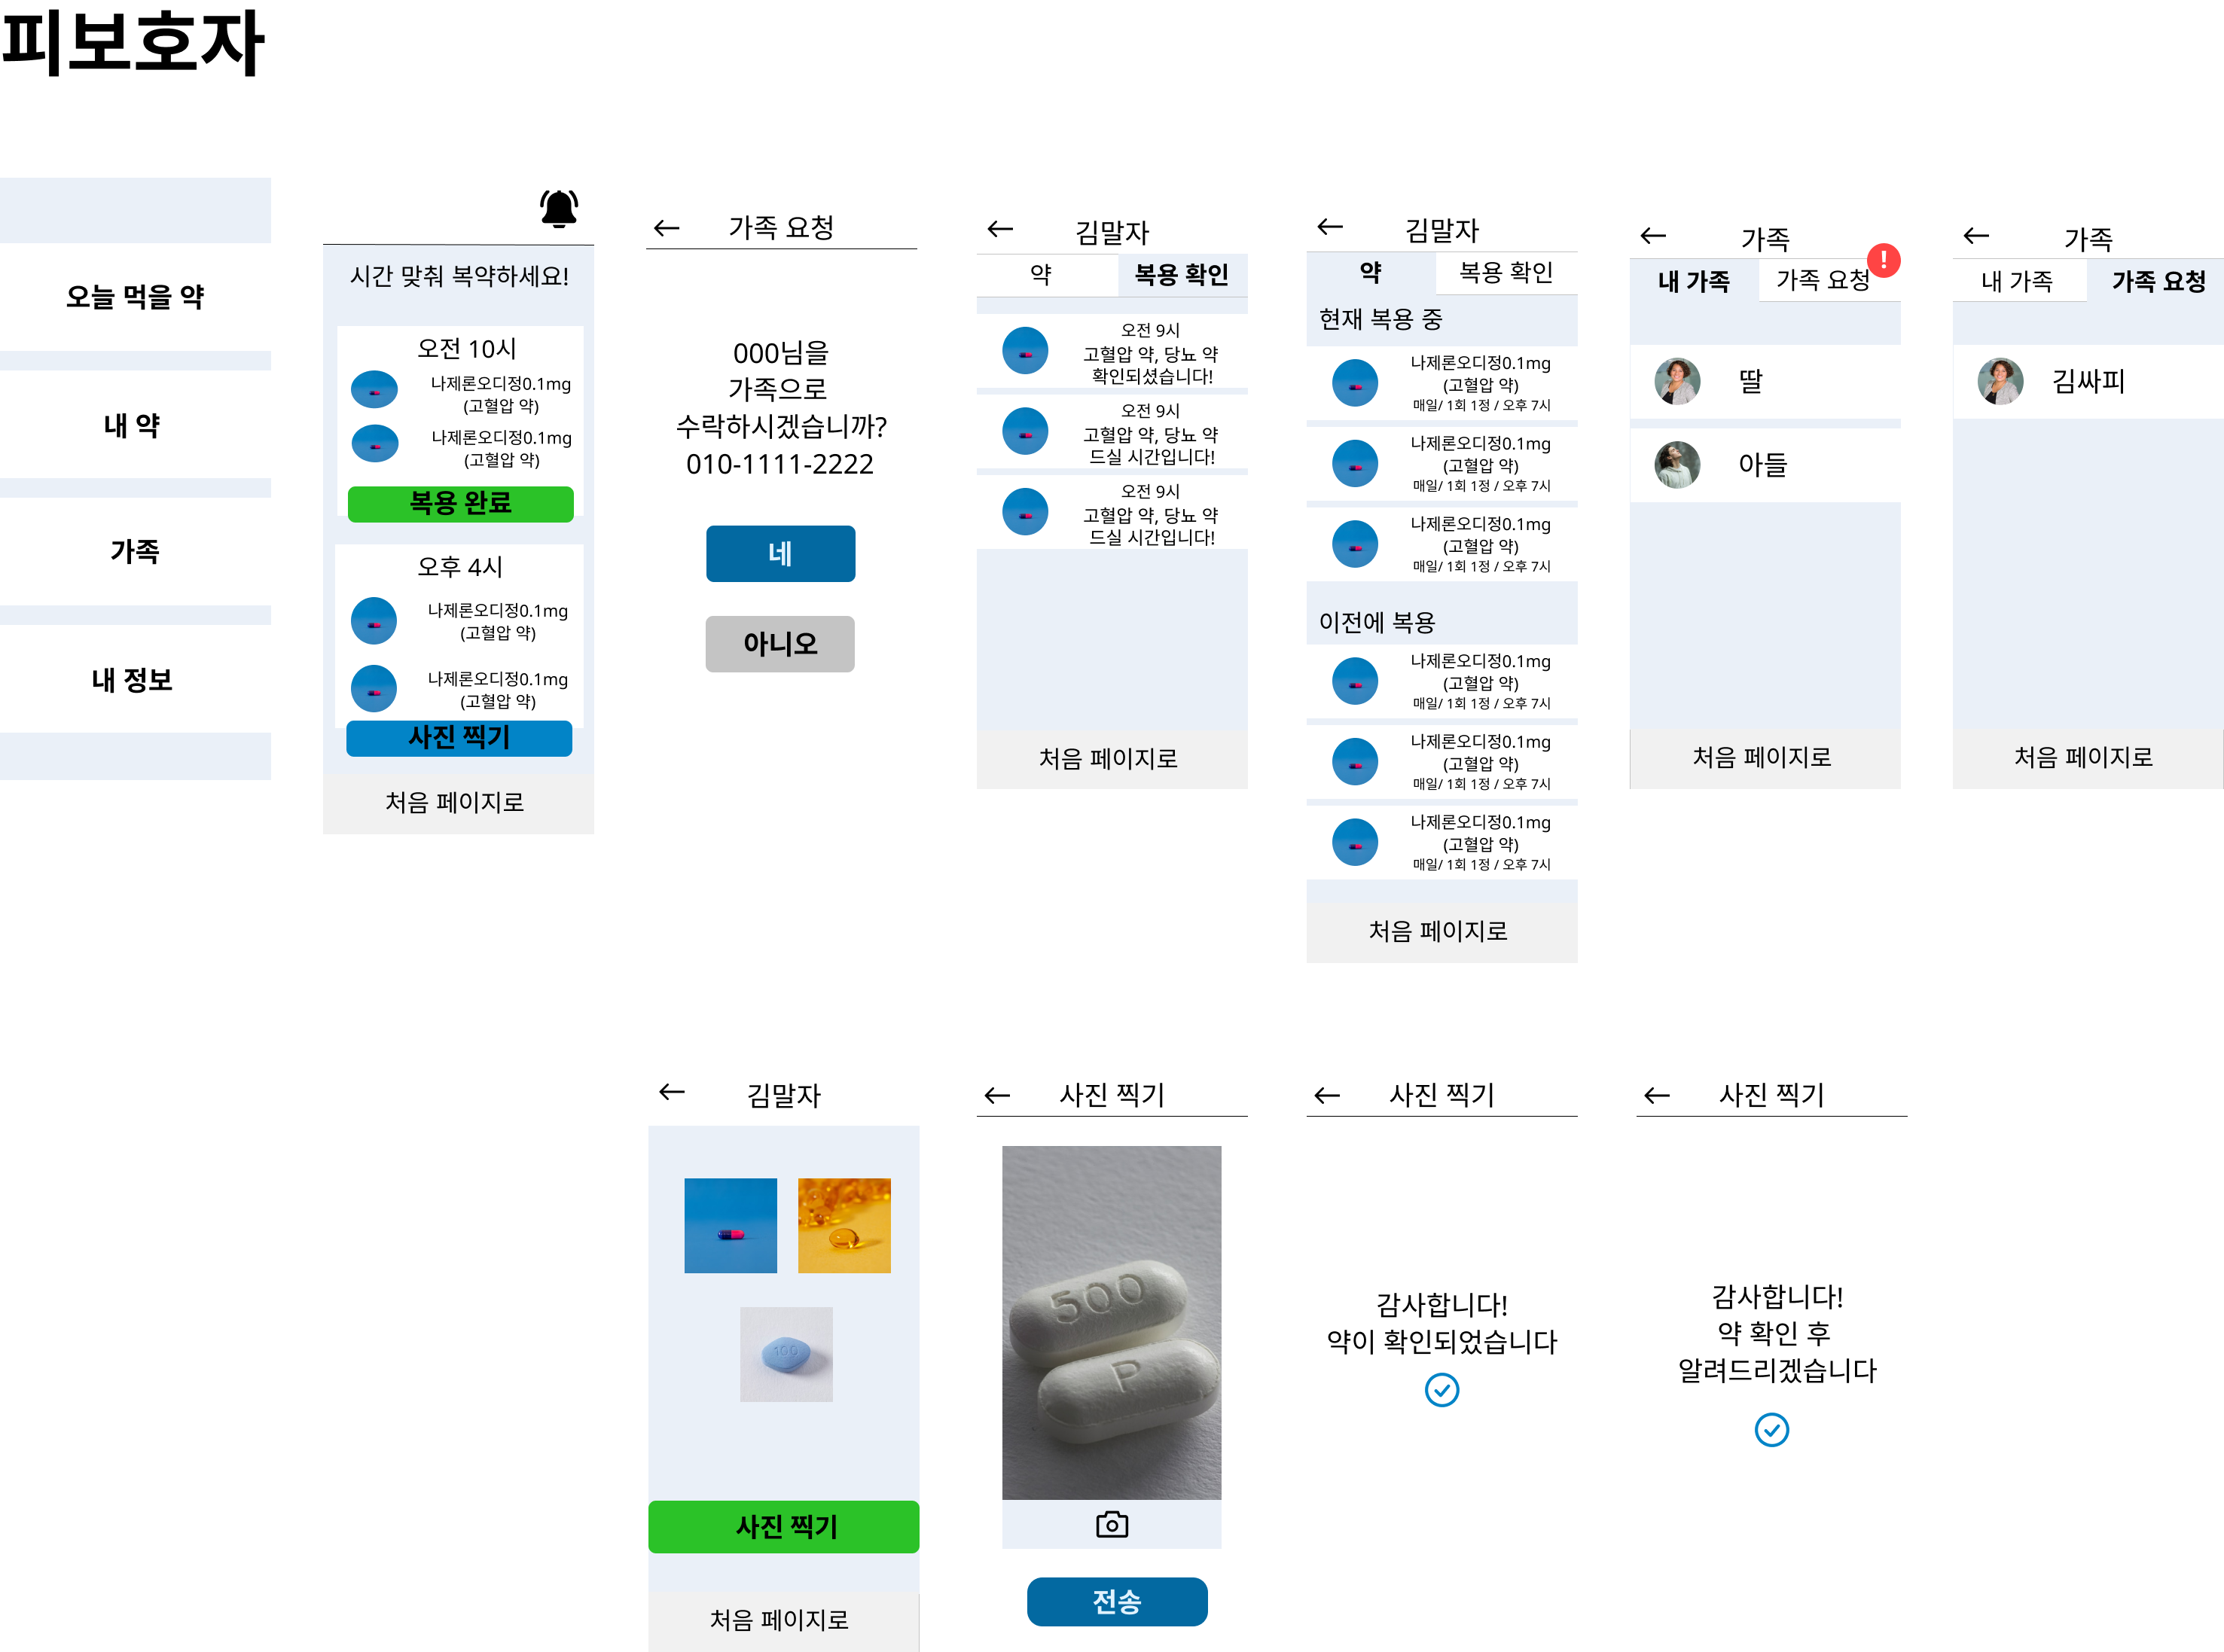 피보호자
오늘 먹을 약
내 약
가족
내 정보
시간 맞춰 복약하세요!
오전 10시
나제론오디정0.1mg
(고혈압 약)
나제론오디정0.1mg
(고혈압 약)
복용 완료
오후 4시
나제론오디정0.1mg
(고혈압 약)
나제론오디정0.1mg
(고혈압 약)
사진 찍기
처음 페이지로
가족 요청
000님을
가족으로
수락하시겠습니까?
010-1111-2222
네
아니오
김말자
약
복용 확인
오전 9시
고혈압 약, 당뇨 약
확인되셨습니다!
오전 9시
고혈압 약, 당뇨 약
드실 시간입니다!
오전 9시
고혈압 약, 당뇨 약
드실 시간입니다!
처음 페이지로
김말자
약
복용 확인
현재 복용 중
나제론오디정0.1mg
(고혈압 약)
매일/ 1회 1정 / 오후 7시
나제론오디정0.1mg
(고혈압 약)
매일/ 1회 1정 / 오후 7시
나제론오디정0.1mg
(고혈압 약)
매일/ 1회 1정 / 오후 7시
이전에 복용
나제론오디정0.1mg
(고혈압 약)
매일/ 1회 1정 / 오후 7시
나제론오디정0.1mg
(고혈압 약)
매일/ 1회 1정 / 오후 7시
나제론오디정0.1mg
(고혈압 약)
매일/ 1회 1정 / 오후 7시
처음 페이지로
가족
내 가족
가족 요청
!
딸
아들
처음 페이지로
가족
내 가족
가족 요청
김싸피
처음 페이지로
김말자
100
사진 찍기
처음 페이지로
사진 찍기
500
P
전송
사진 찍기
감사합니다!
약이 확인되었습니다
사진 찍기
감사합니다!
약 확인 후
알려드리겠습니다